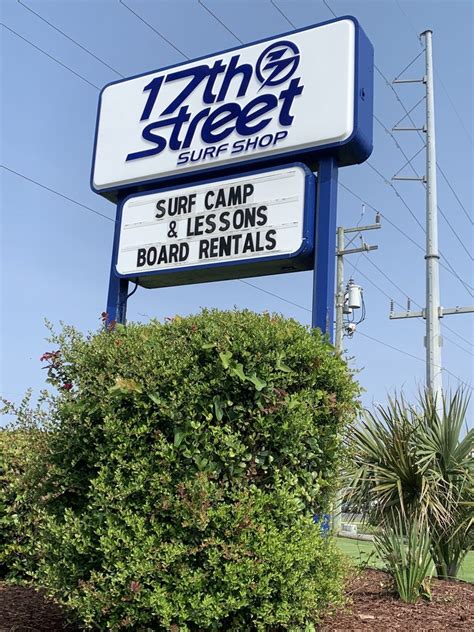 17th
Street
SURF SHOP
SURF CAMP
& LESSONS
BOARD RENTALS